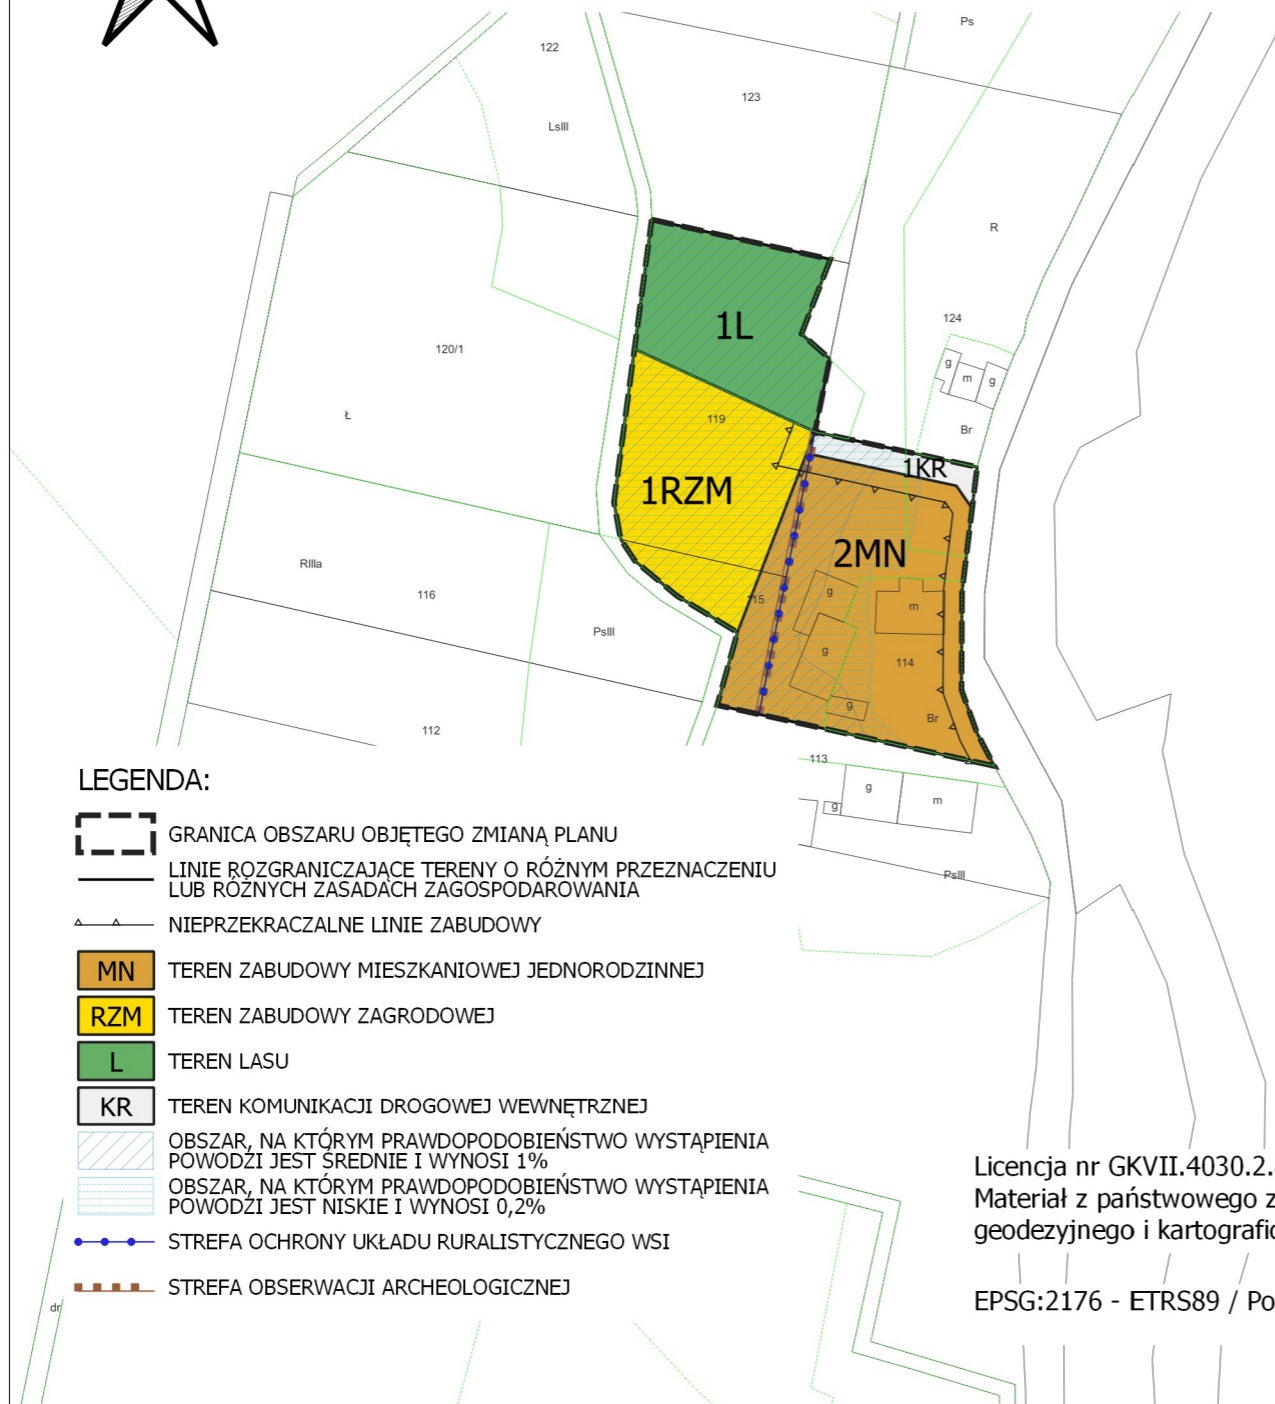 Ps
122
123
LsIII
R
1L
124
120/1
g
m
g
Ł
119
Br
1KR
1RZM
2MN
RIIIa
116
115
g
m
PsIII
g
114
g
Br
112
113
g
g
m
PsIII
LEGENDA:
GRANICA OBSZARU OBJĘTEGO ZMIANĄ PLANU
LINIE ROZGRANICZAJĄCE TERENY O RÓŻNYM PRZEZNACZENIU
LUB RÓŻNYCH ZASADACH ZAGOSPODAROWANIA
NIEPRZEKRACZALNE LINIE ZABUDOWY
MN TEREN ZABUDOWY MIESZKANIOWEJ JEDNORODZINNEJ
RZM TEREN ZABUDOWY ZAGRODOWEJ
L TEREN LASU
KR TEREN KOMUNIKACJI DROGOWEJ WEWNĘTRZNEJ
OBSZAR, NA KTÓRYM PRAWDOPODOBIEŃSTWO WYSTĄPIENIA
POWODZI JEST ŚREDNIE I WYNOSI 1%
OBSZAR, NA KTÓRYM PRAWDOPODOBIEŃSTWO WYSTĄPIENIA
POWODZI JEST NISKIE I WYNOSI 0,2%
STREFA OCHRONY UKŁADU RURALISTYCZNEGO WSI
STREFA OBSERWACJI ARCHEOLOGICZNEJ
dr
Licencja nr GKVII.4030.2.
Materiał z państwowego z
geodezyjnego i kartografic
EPSG:2176 - ETRS89 / Po